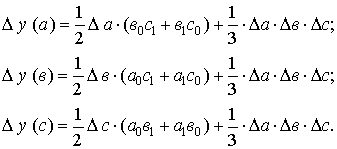 Δ y (a) = 1/2 Δ a · (в₀c₁ + в₁c₀) + 1/3 · Δa · Δв · Δc;
Δ y (в) = 1/2 Δ в · (a₀c₁ + a₁c₀) + 1/3 · Δa · Δв · Δc;
Δ y (c) = 1/2 Δ c · (a₀в₁ + a₁в₀) + 1/3 · Δa · Δв · Δc.